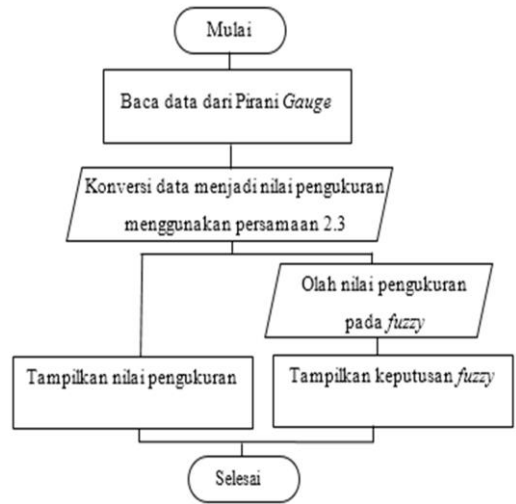 Mulai
Baca data dari Pirani Gauge
Konversi data menjadi nilai pengukuran
menggunakan persamaan 2.3
Olah nilai pengukuran
pada fuzzy
Tampilkan nilai pengukuran
Tampilkan keputusan fuzzy
Selesai